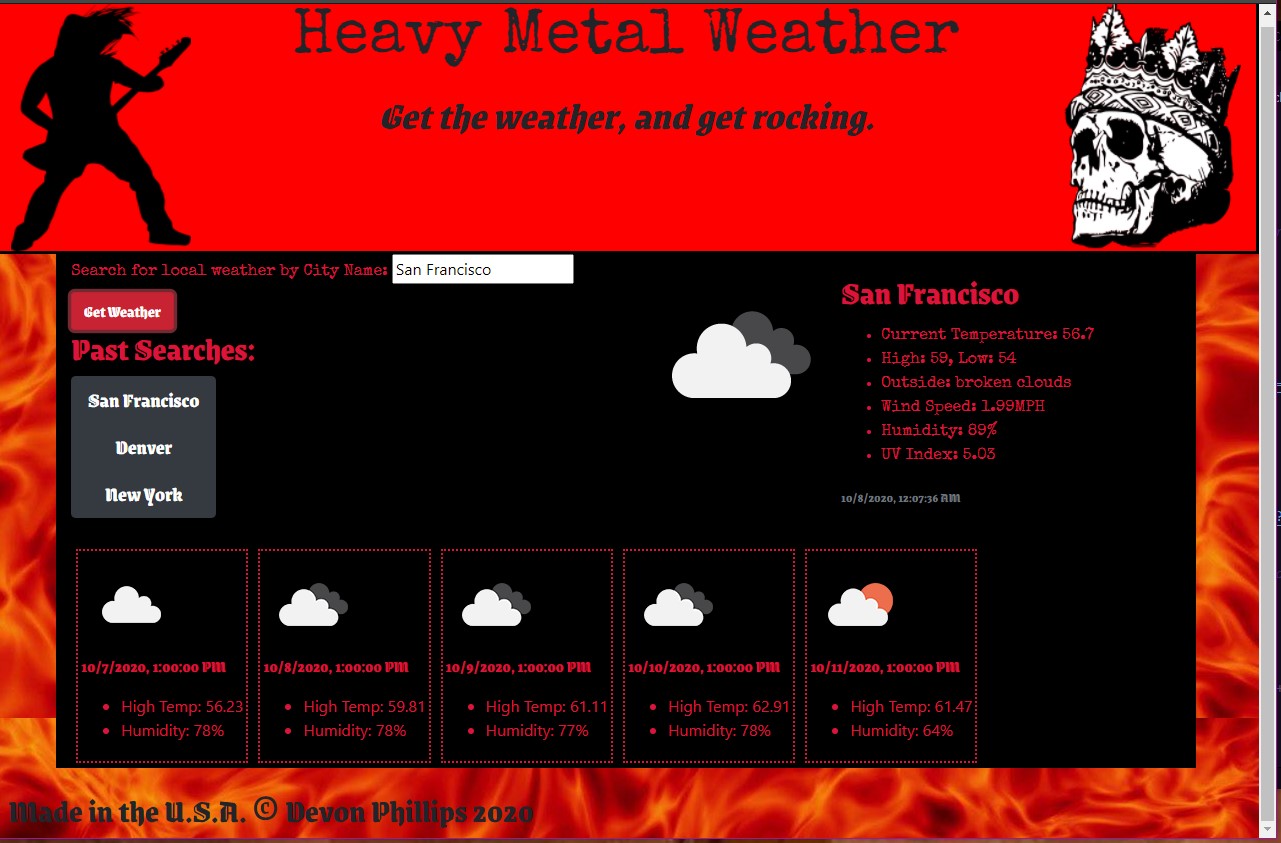 Heavy Metal Weather
Get the weather, and get rocking.
Search for local weather by City Name: San Francisco
Get Weather
Past Searches:
San Francisco
Denver
New York
San Francisco
Current Temperature: 56.7
High: 59, Low: 54
Outside: broken clouds
Wind Speed: 1.99MPH
Humidity: 89%
UV Index: 5.03
10/8/2020, 12:07:36 AM
10/7/2020, 1:00:00 PM
High Temp: 56.23
Humidity: 78%
10/8/2020, 1:00:00 PM
High Temp: 59.81
Humidity: 78%
10/9/2020, 1:00:00 PM
High Temp: 61.11
Humidity: 77%
10/10/2020, 1:00:00 PM
High Temp: 62.91
Humidity: 78%
10/11/2020, 1:00:00 PM
High Temp: 61.47
Humidity: 64%
Made in the U.S.A. © Devon Phillips 2020